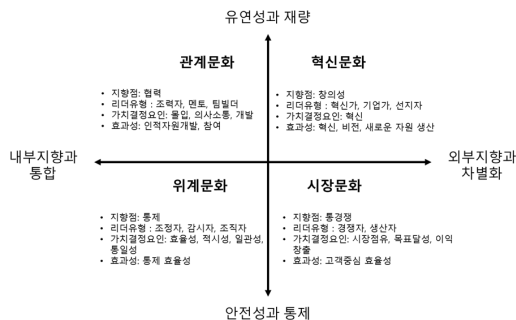 유연성과 재량
관계문화
혁신문화
• 지향점: 협력
• 리더유형 : 조력자, 멘토, 팀빌더
• 가치결정요인: 몰입, 의사소통, 개발
• 효과성: 인적자원개발, 참여
• 지향점: 창의성
• 리더유형 : 혁신가, 기업가, 선지자
• 가치결정요인: 혁신
• 효과성: 혁신, 비전, 새로운 자원 생산
내부지향과
통합
외부지향과
차별화
위계문화
시장문화
• 지향점: 통제
• 리더유형 : 조정자, 감시자, 조직자
• 가치결정요인: 효율성, 적시성, 일관성,
통일성
• 효과성: 통제 효율성
• 지향점: 통경쟁
• 리더유형 : 경쟁자, 생산자
• 가치결정요인: 시장점유, 목표달성, 이익
창출
• 효과성: 고객중심 효율성
안전성과 통제